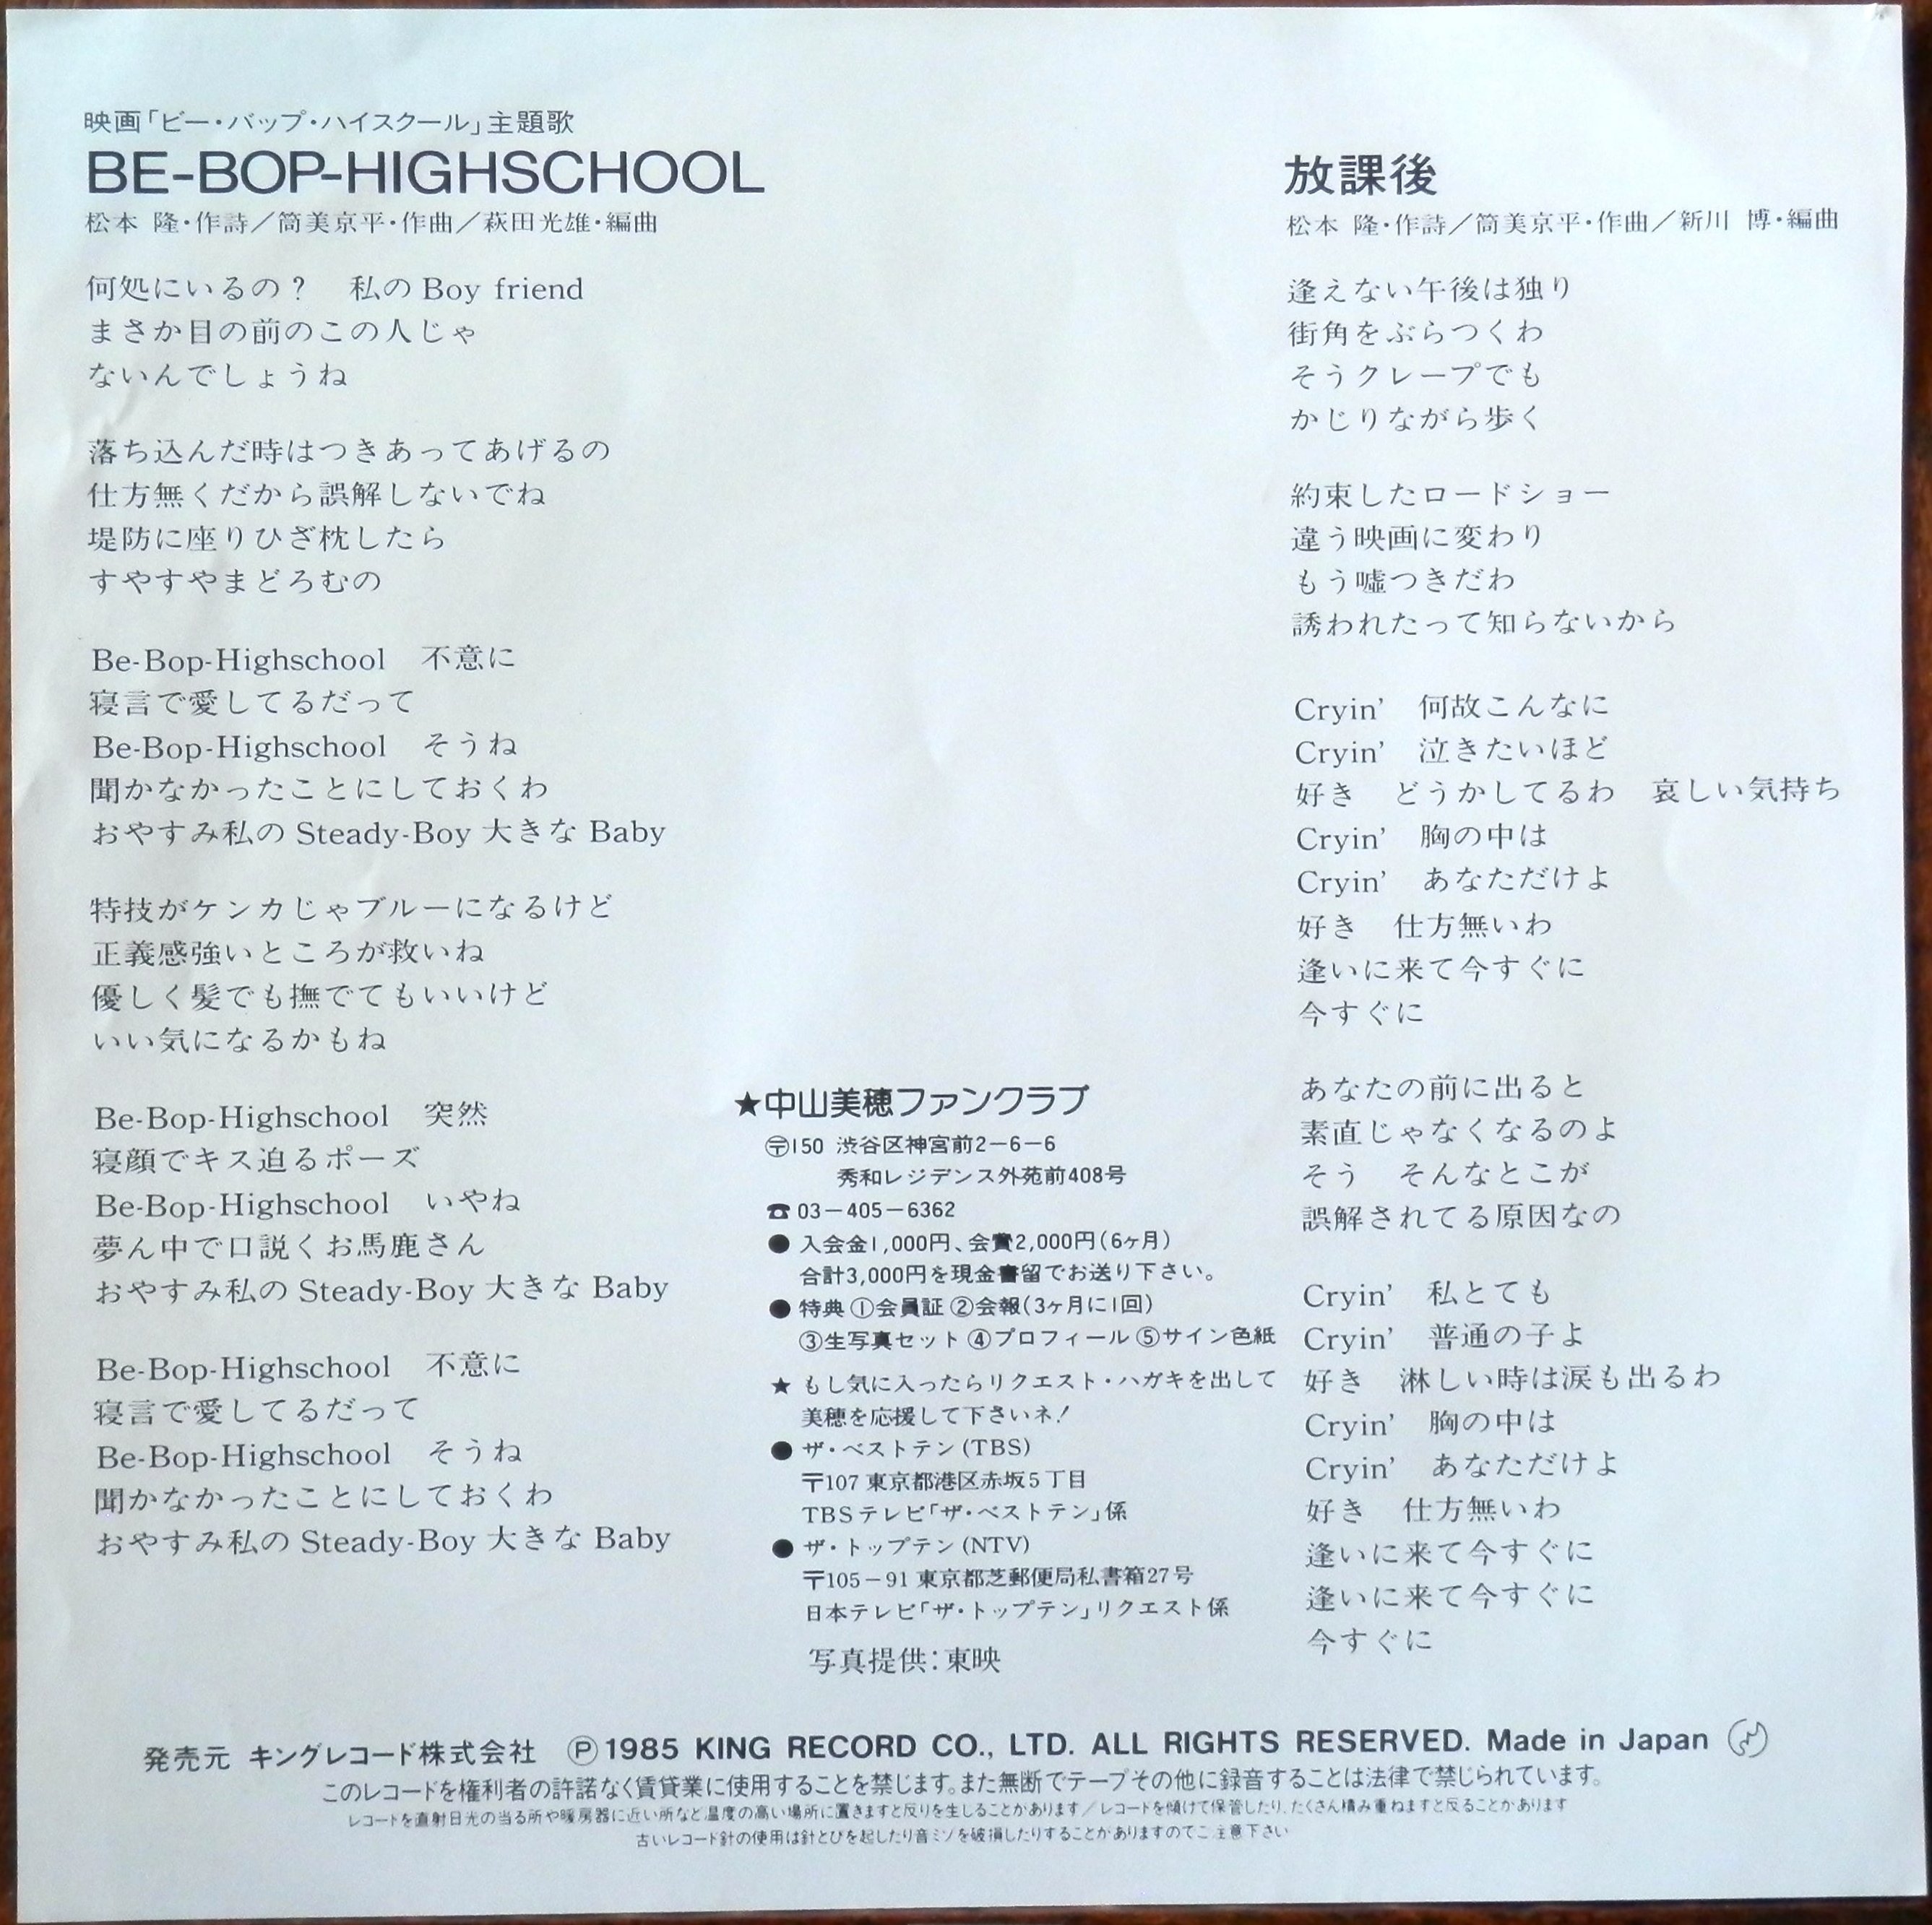 映画「ビー・バップ・ハイスクール」主題歌
BE-BOP-HIGHSCHOOL
松本 隆・作詩／筒美京平・作曲／萩田光雄・編曲
何処にいるの？　私の Boy friend
まさか目の前のこの人じゃ
ないんでしょうね
落ち込んだ時はつきあってあげるの
仕方無くだから誤解しないでね
堤防に座りひざ枕したら
すやすやまどろむの
Be-Bop-Highschool　不意に
寝言で愛してるだって
Be-Bop-Highschool　そうね
聞かなかったことにしておくわ
おやすみ私の Steady-Boy 大きな Baby
特技がケンカじゃブルーになるけど
正義感強いところが救いね
優しく髪でも撫でてもいいけど
いい気になるかもね
Be-Bop-Highschool　突然
寝顔でキス迫るポーズ
Be-Bop-Highschool　いやね
夢ん中で口説くお馬鹿さん
おやすみ私の Steady-Boy 大きな Baby
Be-Bop-Highschool　不意に
寝言で愛してるだって
Be-Bop-Highschool　そうね
聞かなかったことにしておくわ
おやすみ私の Steady-Boy 大きな Baby
★中山美穂ファンクラブ
〶150 渋谷区神宮前2－6－6
秀和レジデンス外苑前408号
☎03－405－6362
●入会金1,000円、会費2,000円(6ヶ月)
合計3,000円を現金書留でお送り下さい。
●特典 ①会員証 ②会報(3ヶ月に1回)
③生写真セット ④プロフィール ⑤サイン色紙
★もし気に入ったらリクエスト・ハガキを出して
美穂を応援して下さいネ！
●ザ・ベストテン(TBS)
〒107 東京都港区赤坂5丁目
TBSテレビ「ザ・ベストテン」係
●ザ・トップテン(NTV)
〒105－91 東京都芝郵便局私書箱27号
日本テレビ「ザ・トップテン」リクエスト係
写真提供：東映
放課後
松本 隆・作詩／筒美京平・作曲／新川 博・編曲
逢えない午後は独り
街角をぶらつくわ
そうクレープでも
かじりながら歩く
約束したロードショー
違う映画に変わり
もう嘘つきだわ
誘われたって知らないから
Cryin’　何故こんなに
Cryin’　泣きたいほど
好き　どうかしてるわ　哀しい気持ち
Cryin’　胸の中は
Cryin’　あなただけよ
好き　仕方無いわ
逢いに来て今すぐに
今すぐに
あなたの前に出ると
素直じゃなくなるのよ
そう　そんなとこが
誤解されてる原因なの
Cryin’　私とても
Cryin’　普通の子よ
好き　淋しい時は涙も出るわ
Cryin’　胸の中は
Cryin’　あなただけよ
好き　仕方無いわ
逢いに来て今すぐに
逢いに来て今すぐに
今すぐに
発売元 キングレコード株式会社　Ⓟ1985 KING RECORD CO., LTD. ALL RIGHTS RESERVED. Made in Japan
このレコードを権利者の許諾なく賃貸業に使用することを禁じます。また無断でテープその他に録音することは法律で禁じられています。
レコードを直射日光の当る所や暖房器に近い所など温度の高い場所に置きますと反りを生じることがあります／レコードを傾けて保管したり、たくさん積み重ねますと反ることがあります
古いレコード針の使用は針とびを起したり音ミゾを破損したりすることがありますのでご注意下さい